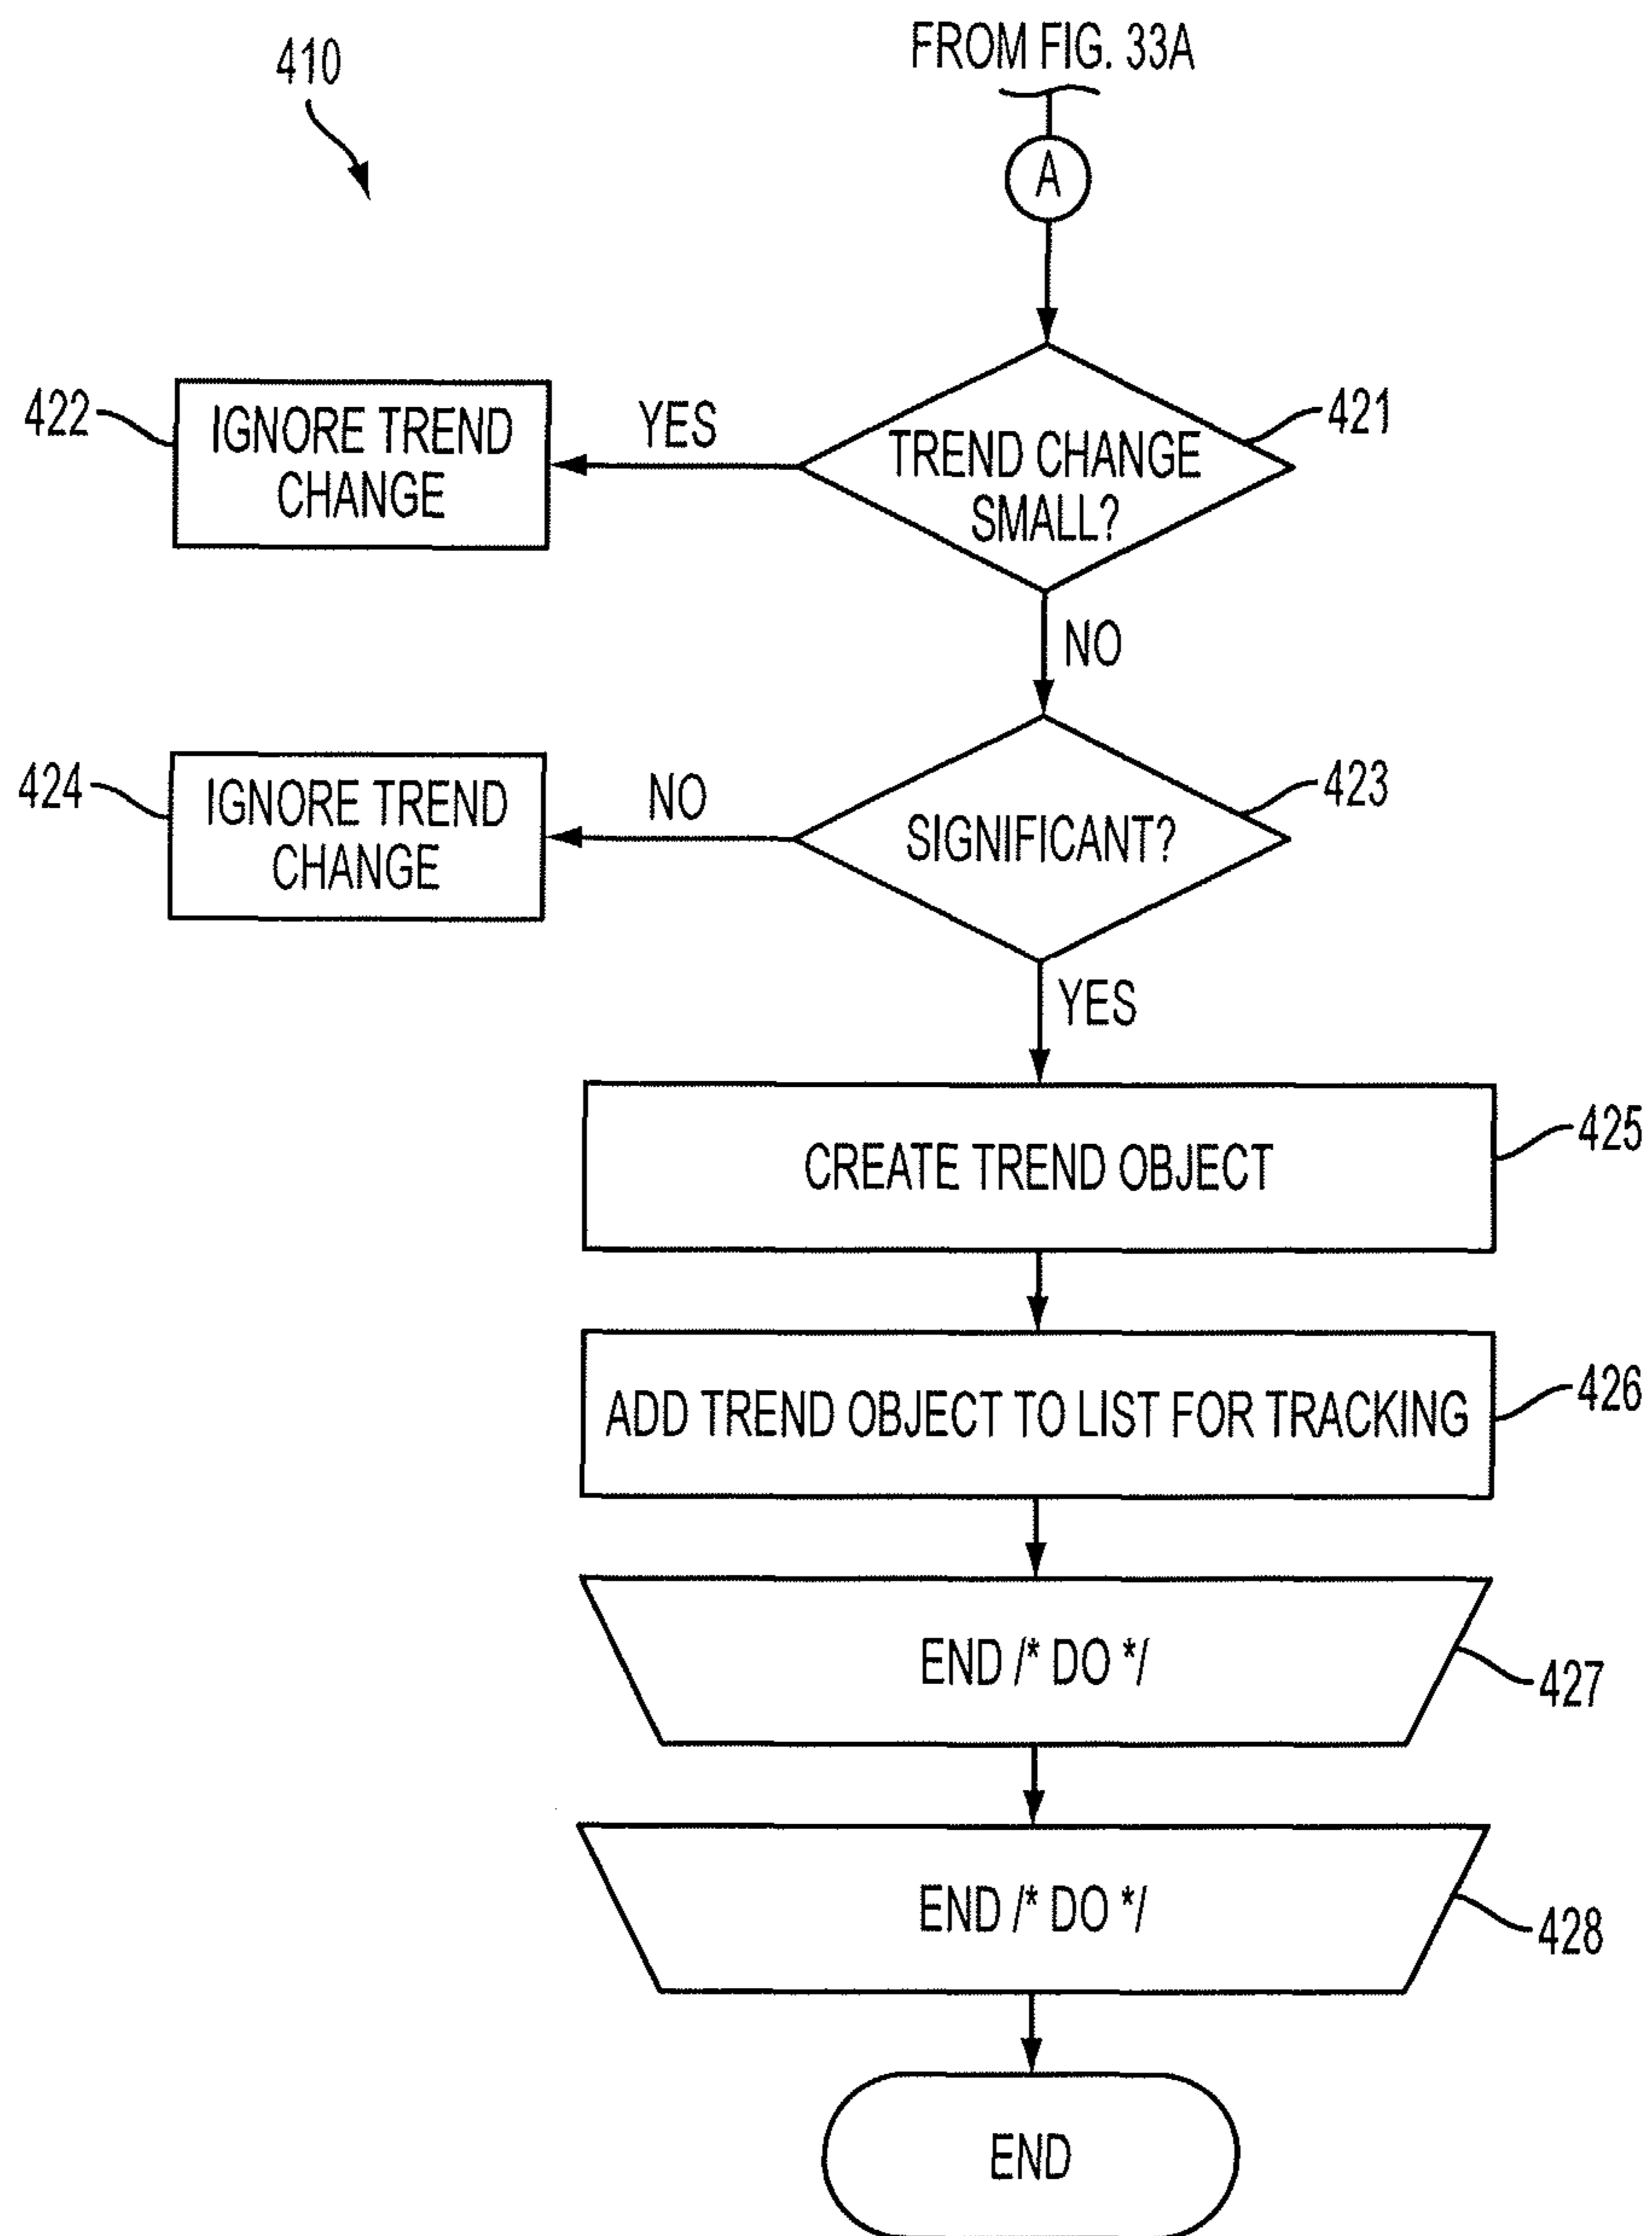 410
FROM FIG. 33A
A
422
IGNORE TREND
CHANGE
YES
TREND CHANGE
SMALL?
421
NO
424
IGNORE TREND
CHANGE
NO
SIGNIFICANT?
423
YES
CREATE TREND OBJECT
425
ADD TREND OBJECT TO LIST FOR TRACKING
426
END /* DO */
427
END /* DO */
428
END